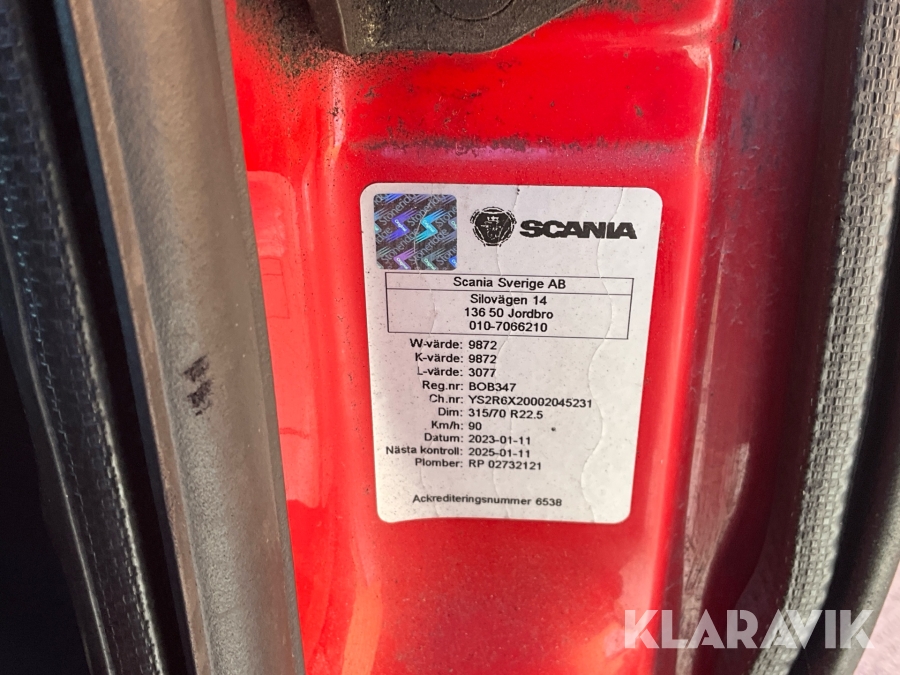 SCANIA
Scania Sverige AB
Silovägen 14
136 50 Jordbro
010-7066210
W-värde: 9872
K-värde: 9872
L-värde: 3077
Reg.nr: BOB347
Ch.nr: YS2R6X20002045231
Dim: 315/70 R22.5
Km/h: 90
Datum: 2023-01-11
Nästa kontroll: 2025-01-11
Plomber: RP 02732121
Ackrediteringsnummer 6538
KLARAVIK